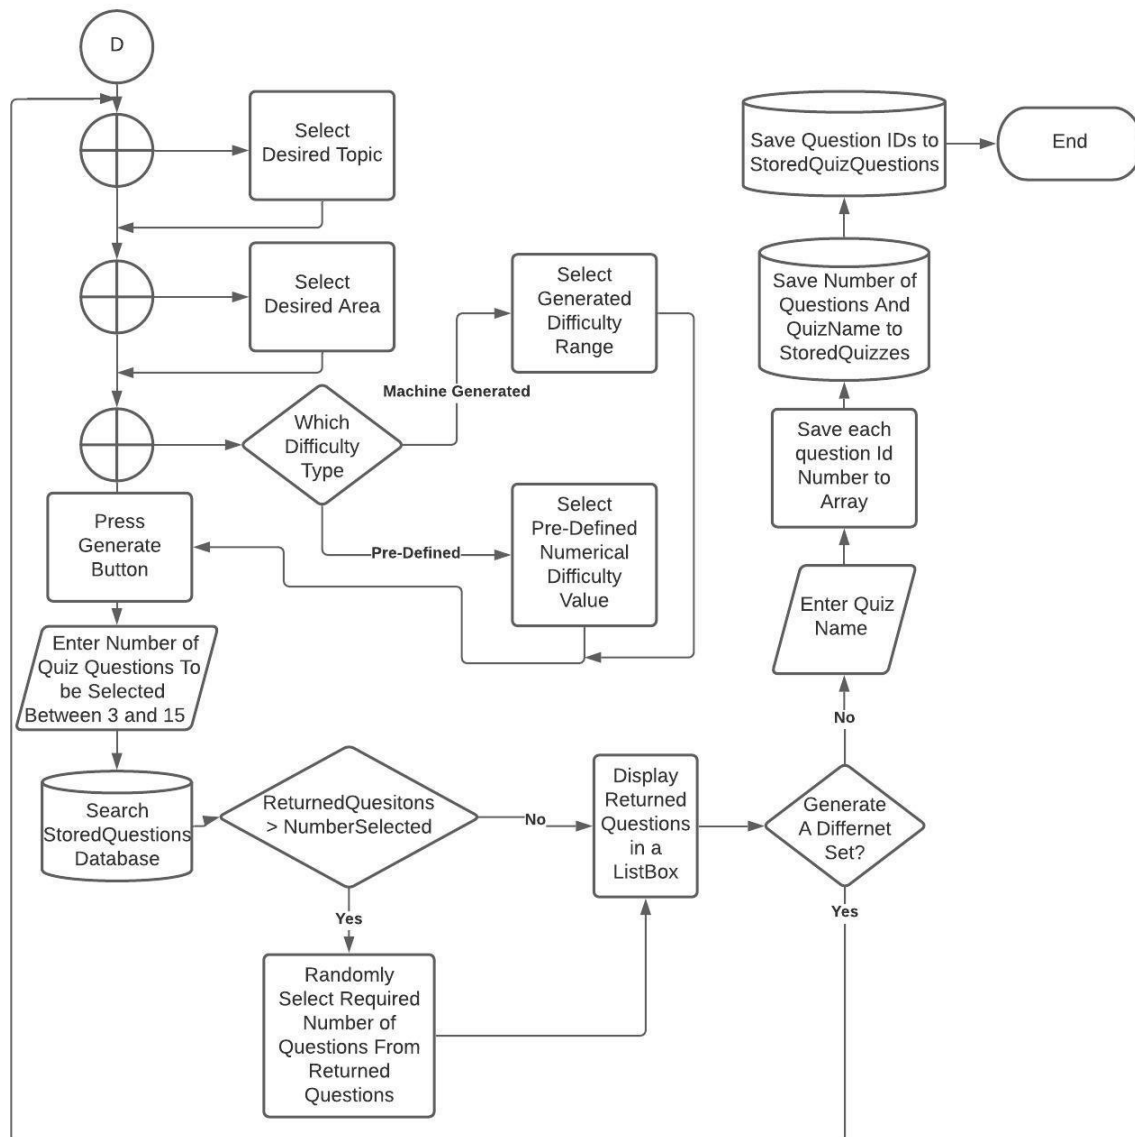 D
Select
Desired Topic
Select
Desired Area
Which
Difficulty
Type
Machine Generated
Select
Generated
Difficulty
Range
Pre-Defined
Select
Pre-Defined
Numerical
Difficulty
Value
Press
Generate
Button
Enter Number of
Quiz Questions To
be Selected
Between 3 and 15
Search
StoredQuestions
Database
ReturnedQuesitons
> NumberSelected
No
Yes
Randomly
Select Required
Number of
Questions From
Returned
Questions
Display
Returned
Questions
in a
ListBox
Generate
A Differnet
Set?
Yes
No
Enter Quiz
Name
Save each
question Id
Number to
Array
Save Number of
Questions And
QuizName to
StoredQuizzes
Save Question IDs to
StoredQuizQuestions
End